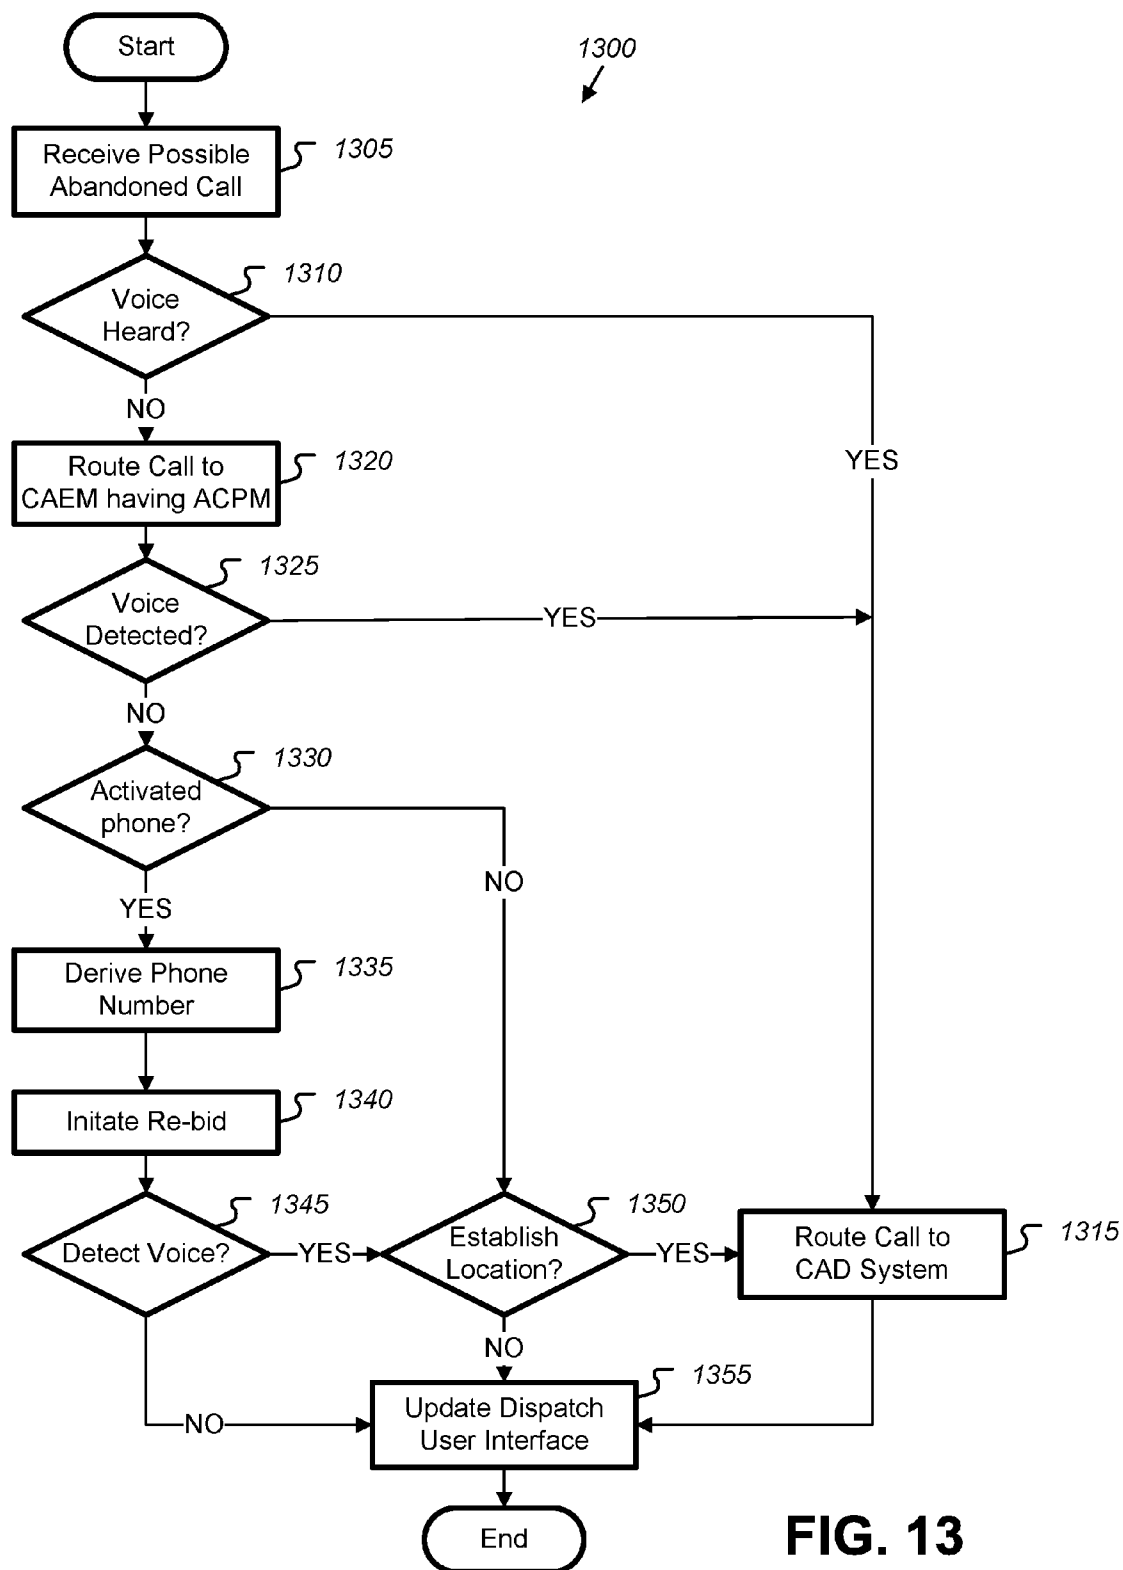 Start
1300
Receive Possible
Abandoned Call
1305
Voice
Heard?
1310
NO
YES
Route Call to
CAEM having ACPM
1320
Voice
Detected?
1325
YES
NO
Activated
phone?
1330
NO
YES
Derive Phone
Number
1335
Initate Re-bid
1340
Detect Voice?
1345
YES
Establish
Location?
1350
YES
Route Call to
CAD System
1315
NO
NO
Update Dispatch
User Interface
1355
End
FIG. 13